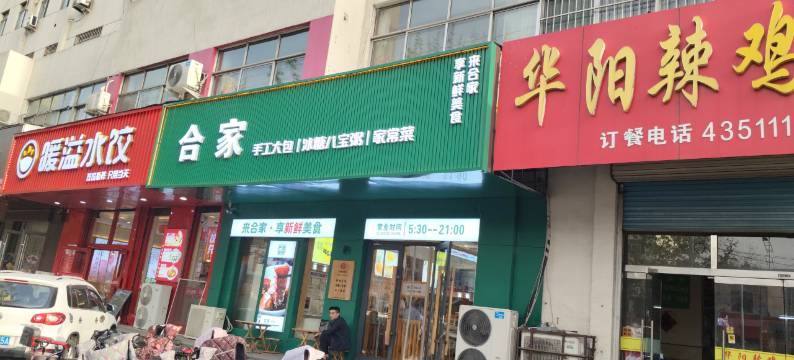 暖溢水饺
合家
手工大包 | 冰糖八宝粥 | 家常菜
来合家
享新鲜美食
华阳辣鸡
订餐电话 435111
来合家·享新鲜美食
营业时间 5:30--21:00